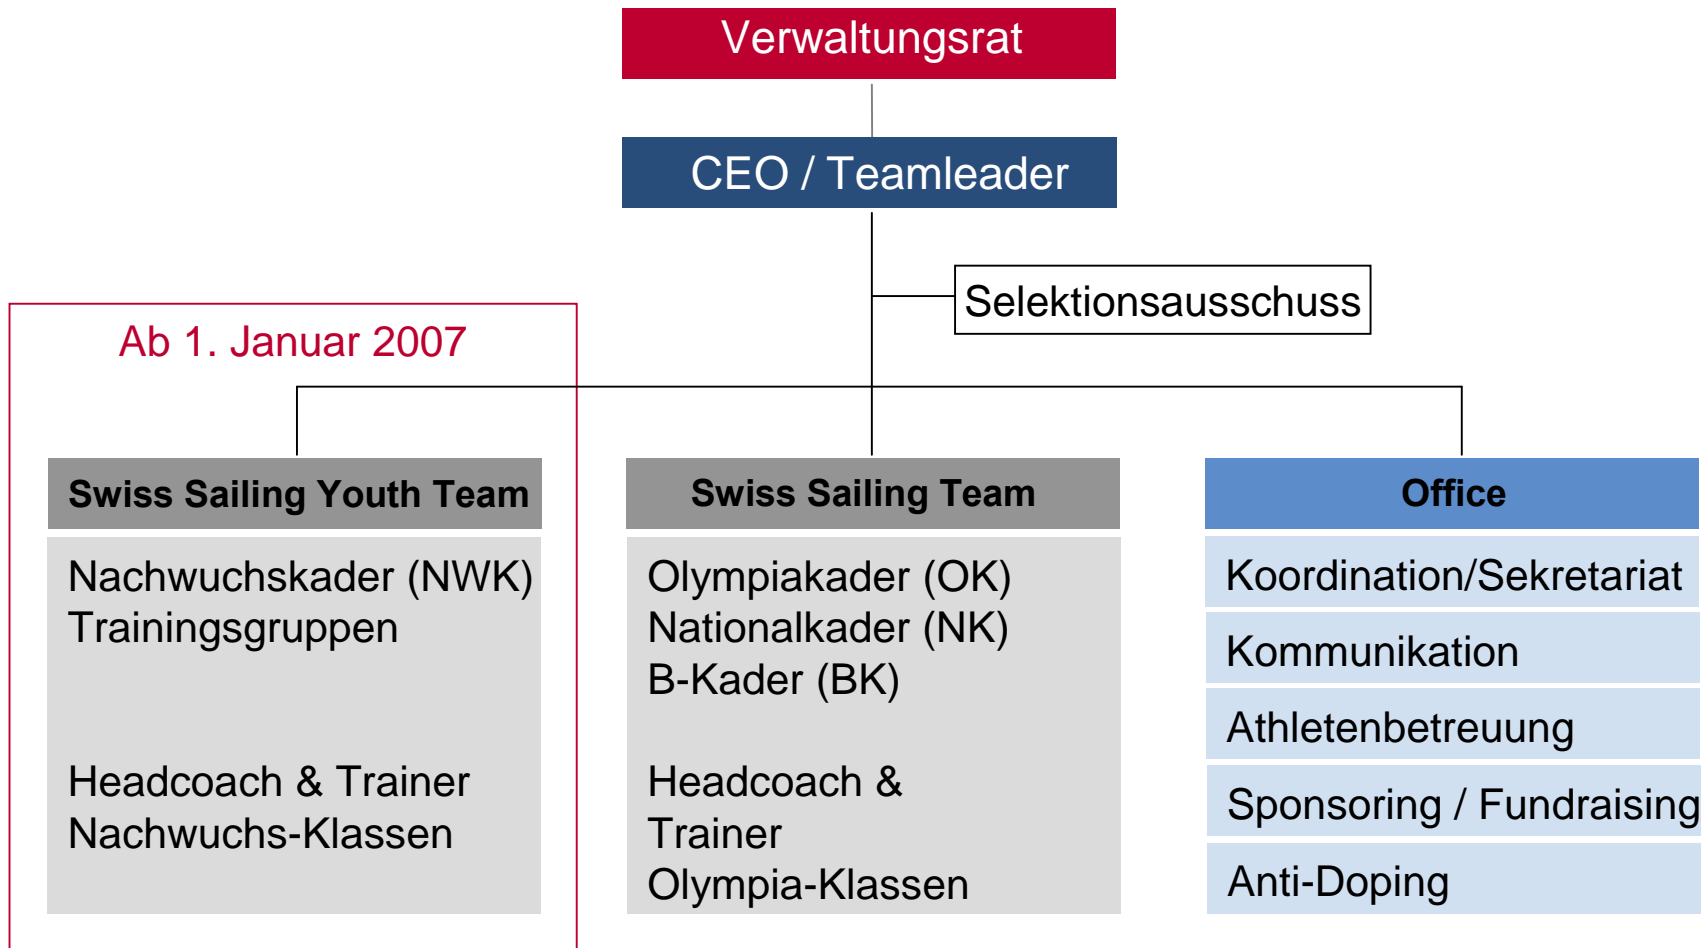 Verwaltungsrat
CEO / Teamleader
Selektionsausschuss
Ab 1. Januar 2007
Swiss Sailing Youth Team
Nachwuchskader (NWK)
Trainingsgruppen
Headcoach & Trainer
Nachwuchs-Klassen
Swiss Sailing Team
Olympiakader (OK)
Nationalkader (NK)
B-Kader (BK)
Headcoach &
Trainer
Olympia-Klassen
Office
Koordination/Sekretariat
Kommunikation
Athletenbetreuung
Sponsoring / Fundraising
Anti-Doping